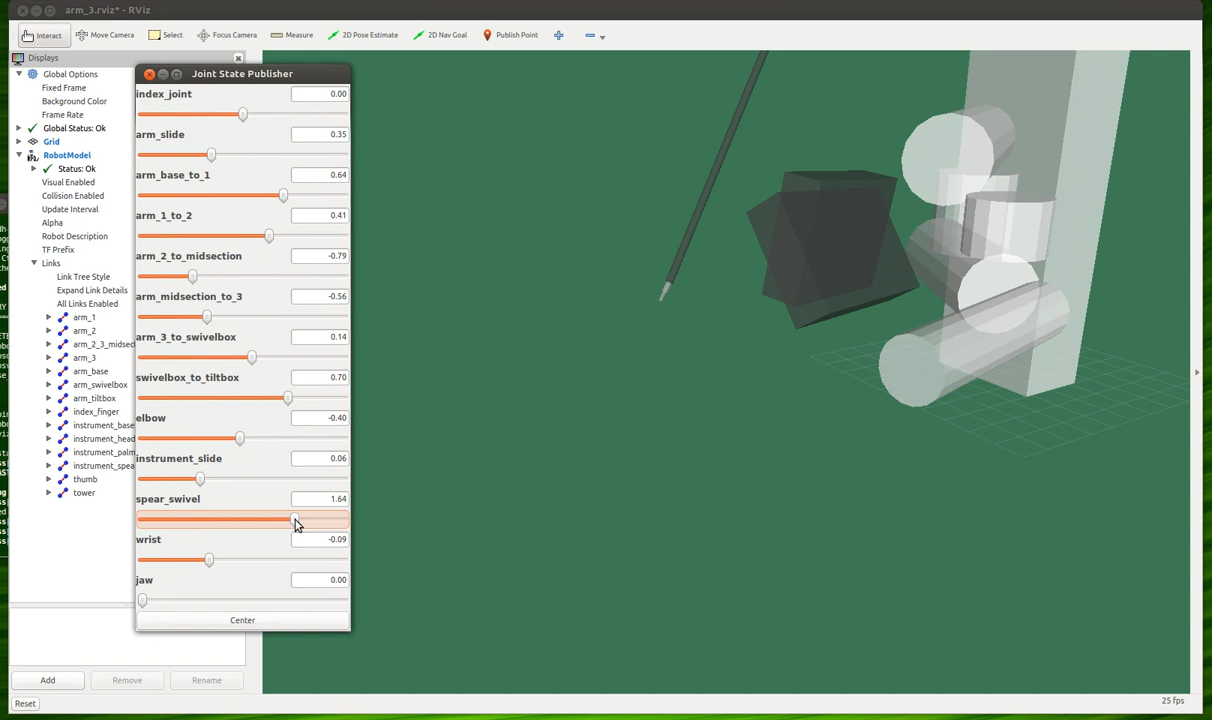 arm_3.rviz* - RViz
Interact
Move Camera
Select
Focus Camera
Measure
2D Pose Estimate
2D Nav Goal
Publish Point
Displays
Global Options
Fixed Frame
Background Color
Frame Rate
Global Status: Ok
Grid
RobotModel
Status: Ok
Visual Enabled
Collision Enabled
Update Interval
Alpha
Robot Description
TF Prefix
Links
Link Tree Style
Expand Link Details
All Links Enabled
arm_1
arm_2
arm_2_3_midsec
arm_3
arm_base
arm_swivelbox
arm_tiltbox
index_finger
instrument_base
instrument_head
instrument_palm
instrument_spea
thumb
tower
Add
Remove
Rename
Reset
Joint State Publisher
index_joint 0.00
arm_slide 0.35
arm_base_to_1 0.64
arm_1_to_2 0.41
arm_2_to_midsection -0.79
arm_midsection_to_3 -0.56
arm_3_to_swivelbox 0.14
swivelbox_to_tiltbox 0.70
elbow -0.40
instrument_slide 0.06
spear_swivel 1.64
wrist -0.09
jaw 0.00
Center
25 fps